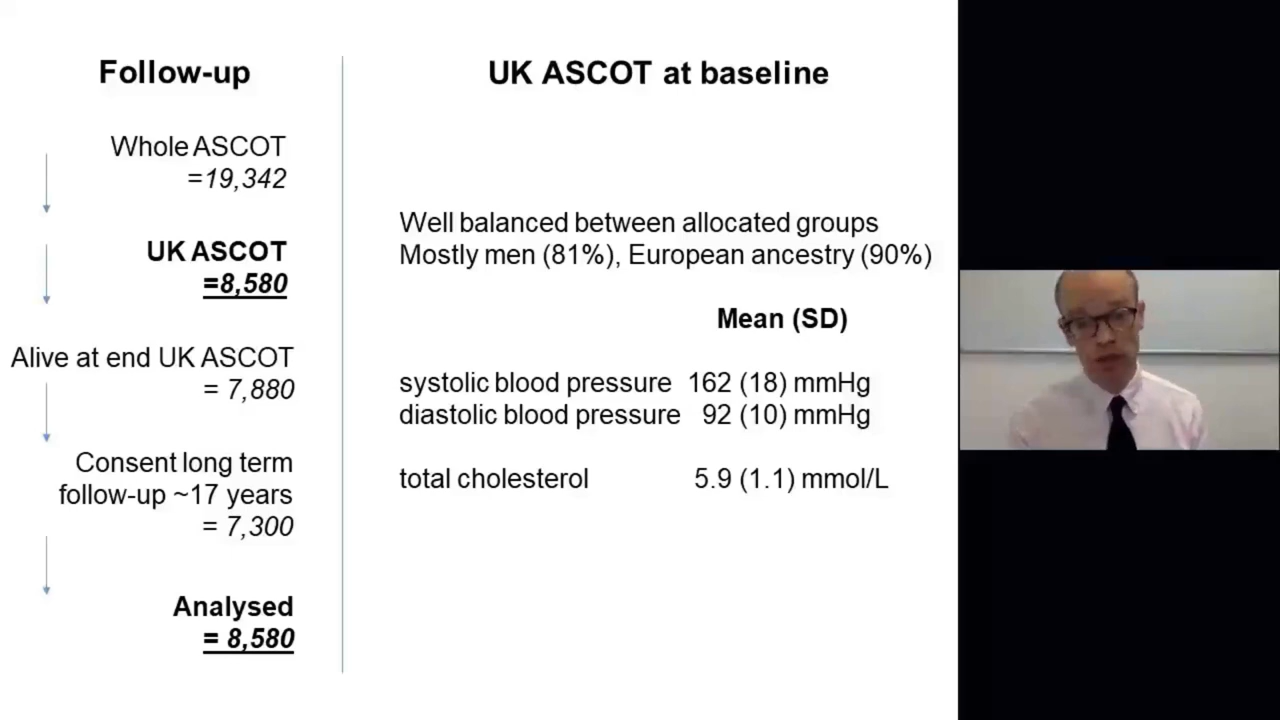 Follow-up
Whole ASCOT
=19,342
UK ASCOT
=8,580
Alive at end UK ASCOT
= 7,880
Consent long term
follow-up ~17 years
= 7,300
Analysed
= 8,580
UK ASCOT at baseline
Well balanced between allocated groups
Mostly men (81%), European ancestry (90%)
Mean (SD)
systolic blood pressure 162 (18) mmHg
diastolic blood pressure 92 (10) mmHg
total cholesterol 5.9 (1.1) mmol/L